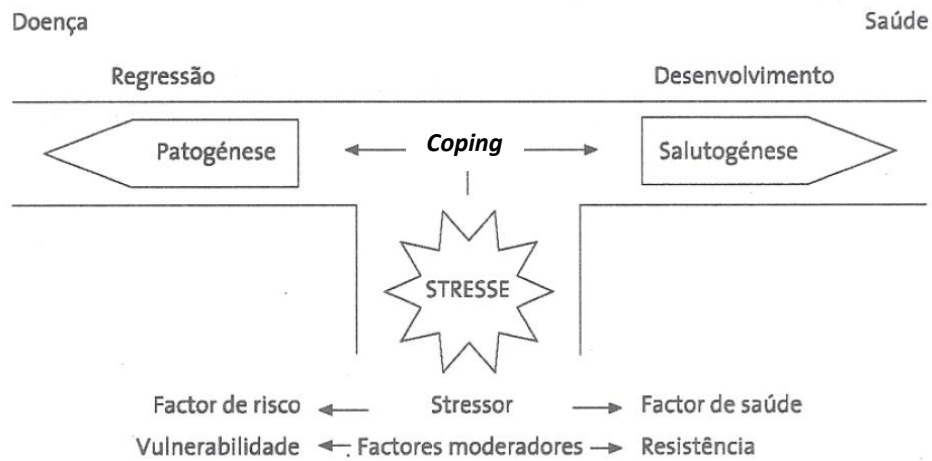 Doença Saúde
Regressão Desenvolvimento
Patogénese Coping Salutogénese
STRESSE
Factor de risco Stressor Factor de saúde
Vulnerabilidade Factores moderadores Resistência